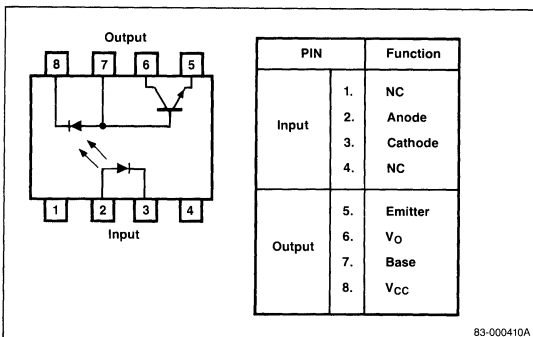 Output
8 7 6 5
1 2 3 4
Input
PIN Function
Input
1. NC
2. Anode
3. Cathode
4. NC
Output
5. Emitter
6. VO
7. Base
8. VCC
83-000410A